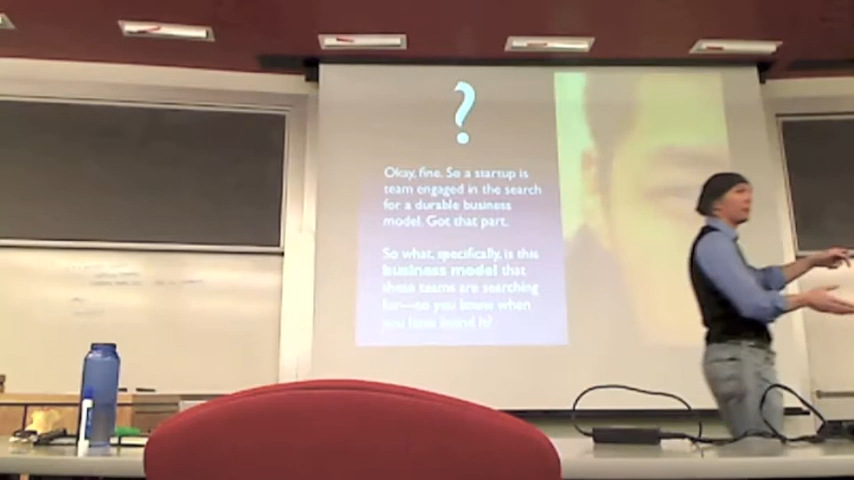 ?
Okay, fine. So a startup is
team engaged in the search
for a durable business
model. Got that part.
So what, specifically, is this
business model that
these teams are searching
for—so you know when
you have found it?